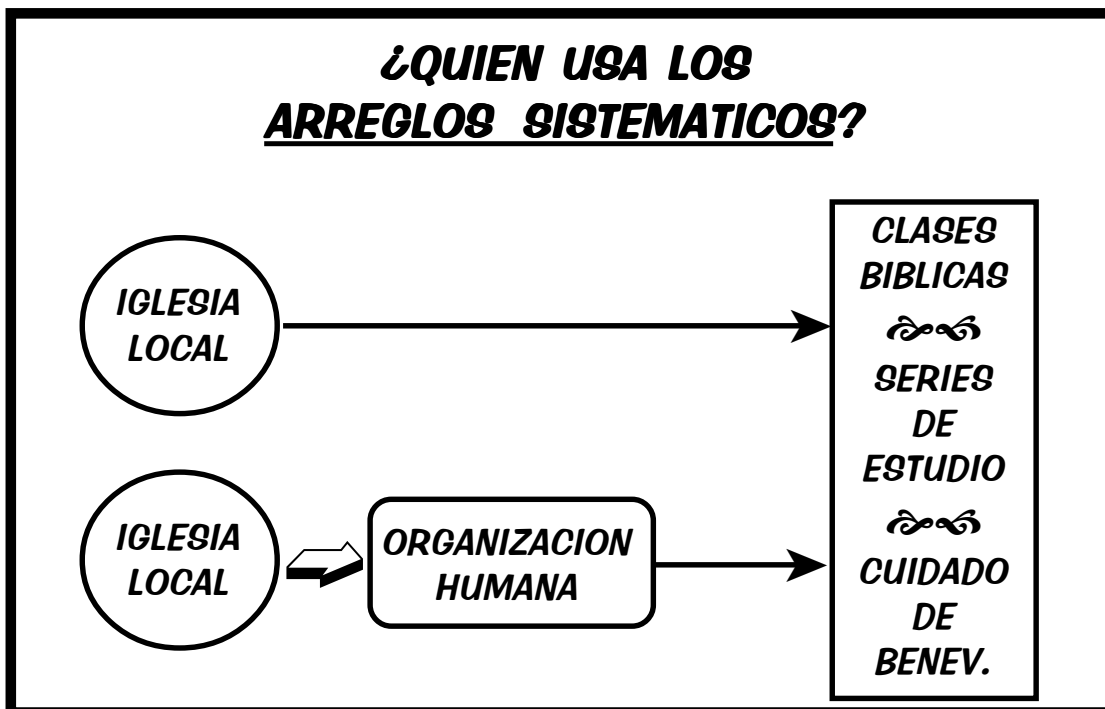 ¿QUIEN USA LOS
ARREGLOS SISTEMATICOS?
IGLESIA
LOCAL
CLASES
BIBLICAS
SERIES
DE
ESTUDIO
CUIDADO
DE
BENEV.
IGLESIA
LOCAL
ORGANIZACION
HUMANA